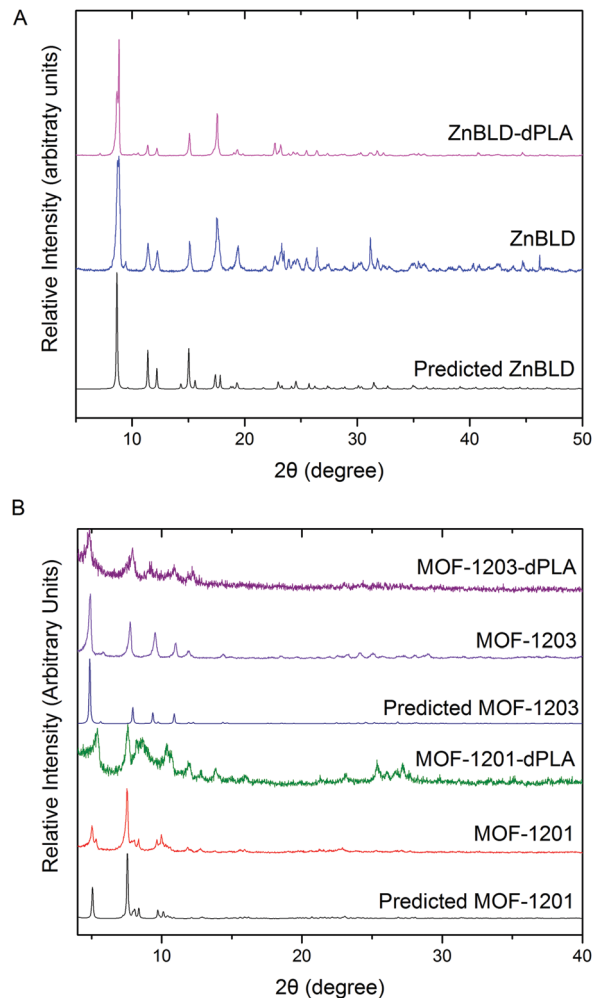 A
Relative Intensity (arbitraty units)
ZnBLD-dPLA
ZnBLD
Predicted ZnBLD
10 20 30 40 50
2θ (degree)
B
Relative Intensity (Arbitrary Units)
MOF-1203-dPLA
MOF-1203
Predicted MOF-1203
MOF-1201-dPLA
MOF-1201
Predicted MOF-1201
10 20 30 40
2θ (degree)